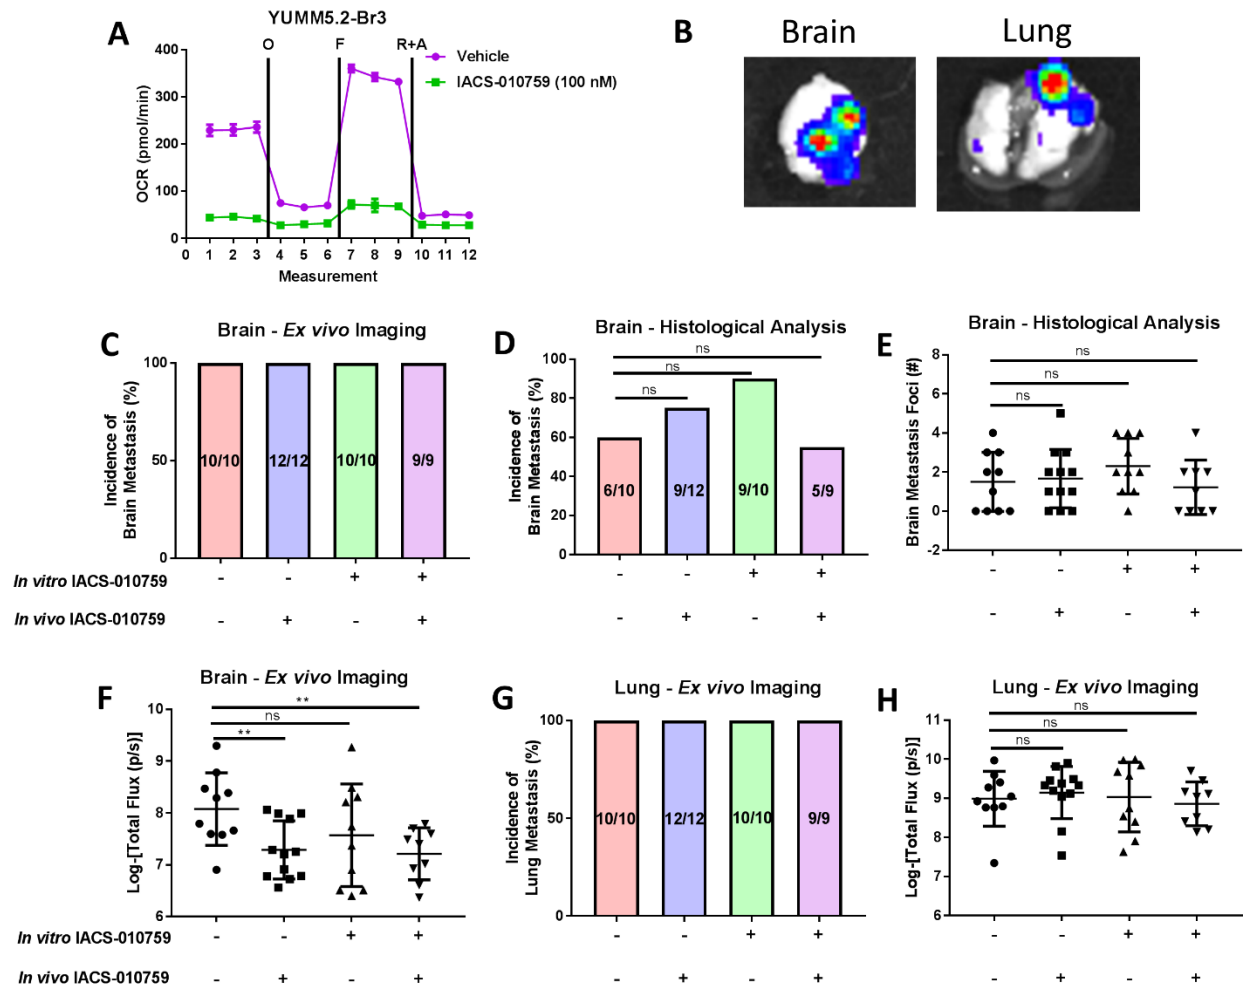 A
YUMM5.2-Br3
O F R+A
Vehicle
IACS-010759 (100 nM)
OCR (pmol/min)
400
300
200
100
0
0 1 2 3 4 5 6 7 8 9 10 11 12
Measurement
B
Brain Lung
C
Brain - Ex vivo Imaging
Incidence of
Brain Metastasis (%)
100
50
0
10/10 12/12 10/10 9/9
In vitro IACS-010759 - - + +
In vivo IACS-010759 - + - +
D
Brain - Histological Analysis
Incidence of
Brain Metastasis (%)
100
80
60
40
20
0
ns
ns
ns
6/10 9/12 9/10 5/9
- - + +
- + - +
E
Brain - Histological Analysis
Brain Metastasis Foci (#)
8
6
4
2
0
-2
ns
ns
ns
- - + +
- + - +
F
Brain - Ex vivo Imaging
Log-[Total Flux (p/s)]
10
9
8
7
6
**
ns
**
In vitro IACS-010759 - - + +
In vivo IACS-010759 - + - +
G
Lung - Ex vivo Imaging
Incidence of
Lung Metastasis (%)
100
50
0
10/10 12/12 10/10 9/9
- - + +
- + - +
H
Lung - Ex vivo Imaging
Log-[Total Flux (p/s)]
11
10
9
8
7
6
ns
ns
ns
- - + +
- + - +